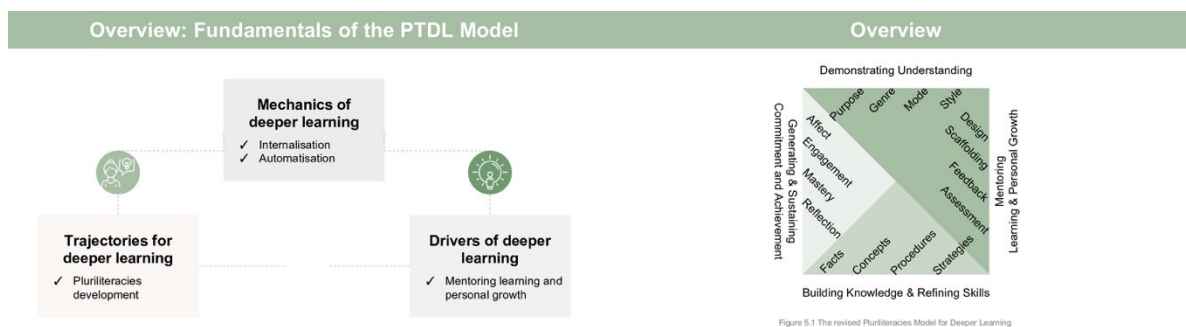 Overview: Fundamentals of the PTDL Model
Mechanics of
deeper learning
✓ Internalisation
✓ Automatisation
Trajectories for
deeper learning
✓ Pluriliteracies
development
Drivers of deeper
learning
✓ Mentoring learning and
personal growth
Overview
Demonstrating Understanding
Generating & Sustaining
Commitment and Achievement
Affect
Engagement
Mastery
Reflection
Purpose
Genre
Mode
Style
Design
Scaffolding
Feedback
Assessment
Mentoring
Learning & Personal Growth
Facts
Concepts
Procedures
Strategies
Building Knowledge & Refining Skills
Figure 5.1 The revised Pluriliteracies Model for Deeper Learning